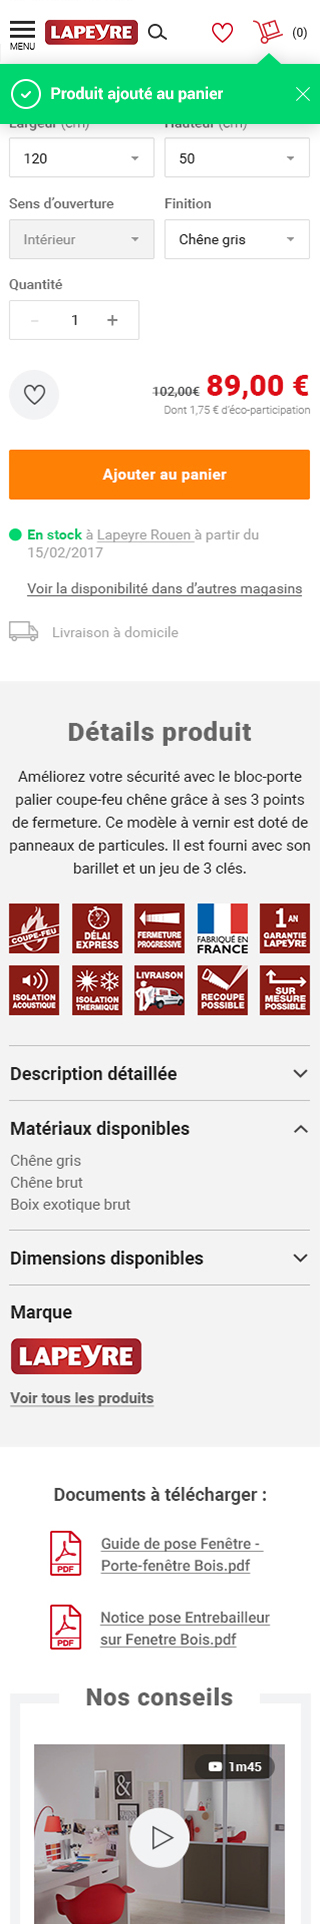 MENU
LAPEYRE
(0)
Produit ajouté au panier
Largeur (cm)
Hauteur (cm)
120
50
Sens d'ouverture
Finition
Intérieur
Chêne gris
Quantité
- 1 +
102,00€ 89,00 €
Dont 1,75 € d'éco-participation
Ajouter au panier
En stock à Lapeyre Rouen à partir du
15/02/2017
Voir la disponibilité dans d'autres magasins
Livraison à domicile
Détails produit
Améliorez votre sécurité avec le bloc-porte
palier coupe-feu chêne grâce à ses 3 points
de fermeture. Ce modèle à vernir est doté de
panneaux de particules. Il est fourni avec son
barillet et un jeu de 3 clés.
COUPE-FEU
DÉLAI
EXPRESS
FERMETURE
PROGRESSIVE
FABRIQUÉ EN
FRANCE
1 AN
GARANTIE
LAPEYRE
ISOLATION
ACOUSTIQUE
ISOLATION
THERMIQUE
LIVRAISON
RECOUPE
POSSIBLE
SUR
MESURE
POSSIBLE
Description détaillée
Matériaux disponibles
Chêne gris
Chêne brut
Boix exotique brut
Dimensions disponibles
Marque
LAPEYRE
Voir tous les produits
Documents à télécharger :
PDF
Guide de pose Fenêtre -
Porte-fenêtre Bois.pdf
PDF
Notice pose Entrebailleur
sur Fenetre Bois.pdf
Nos conseils
1m45
&